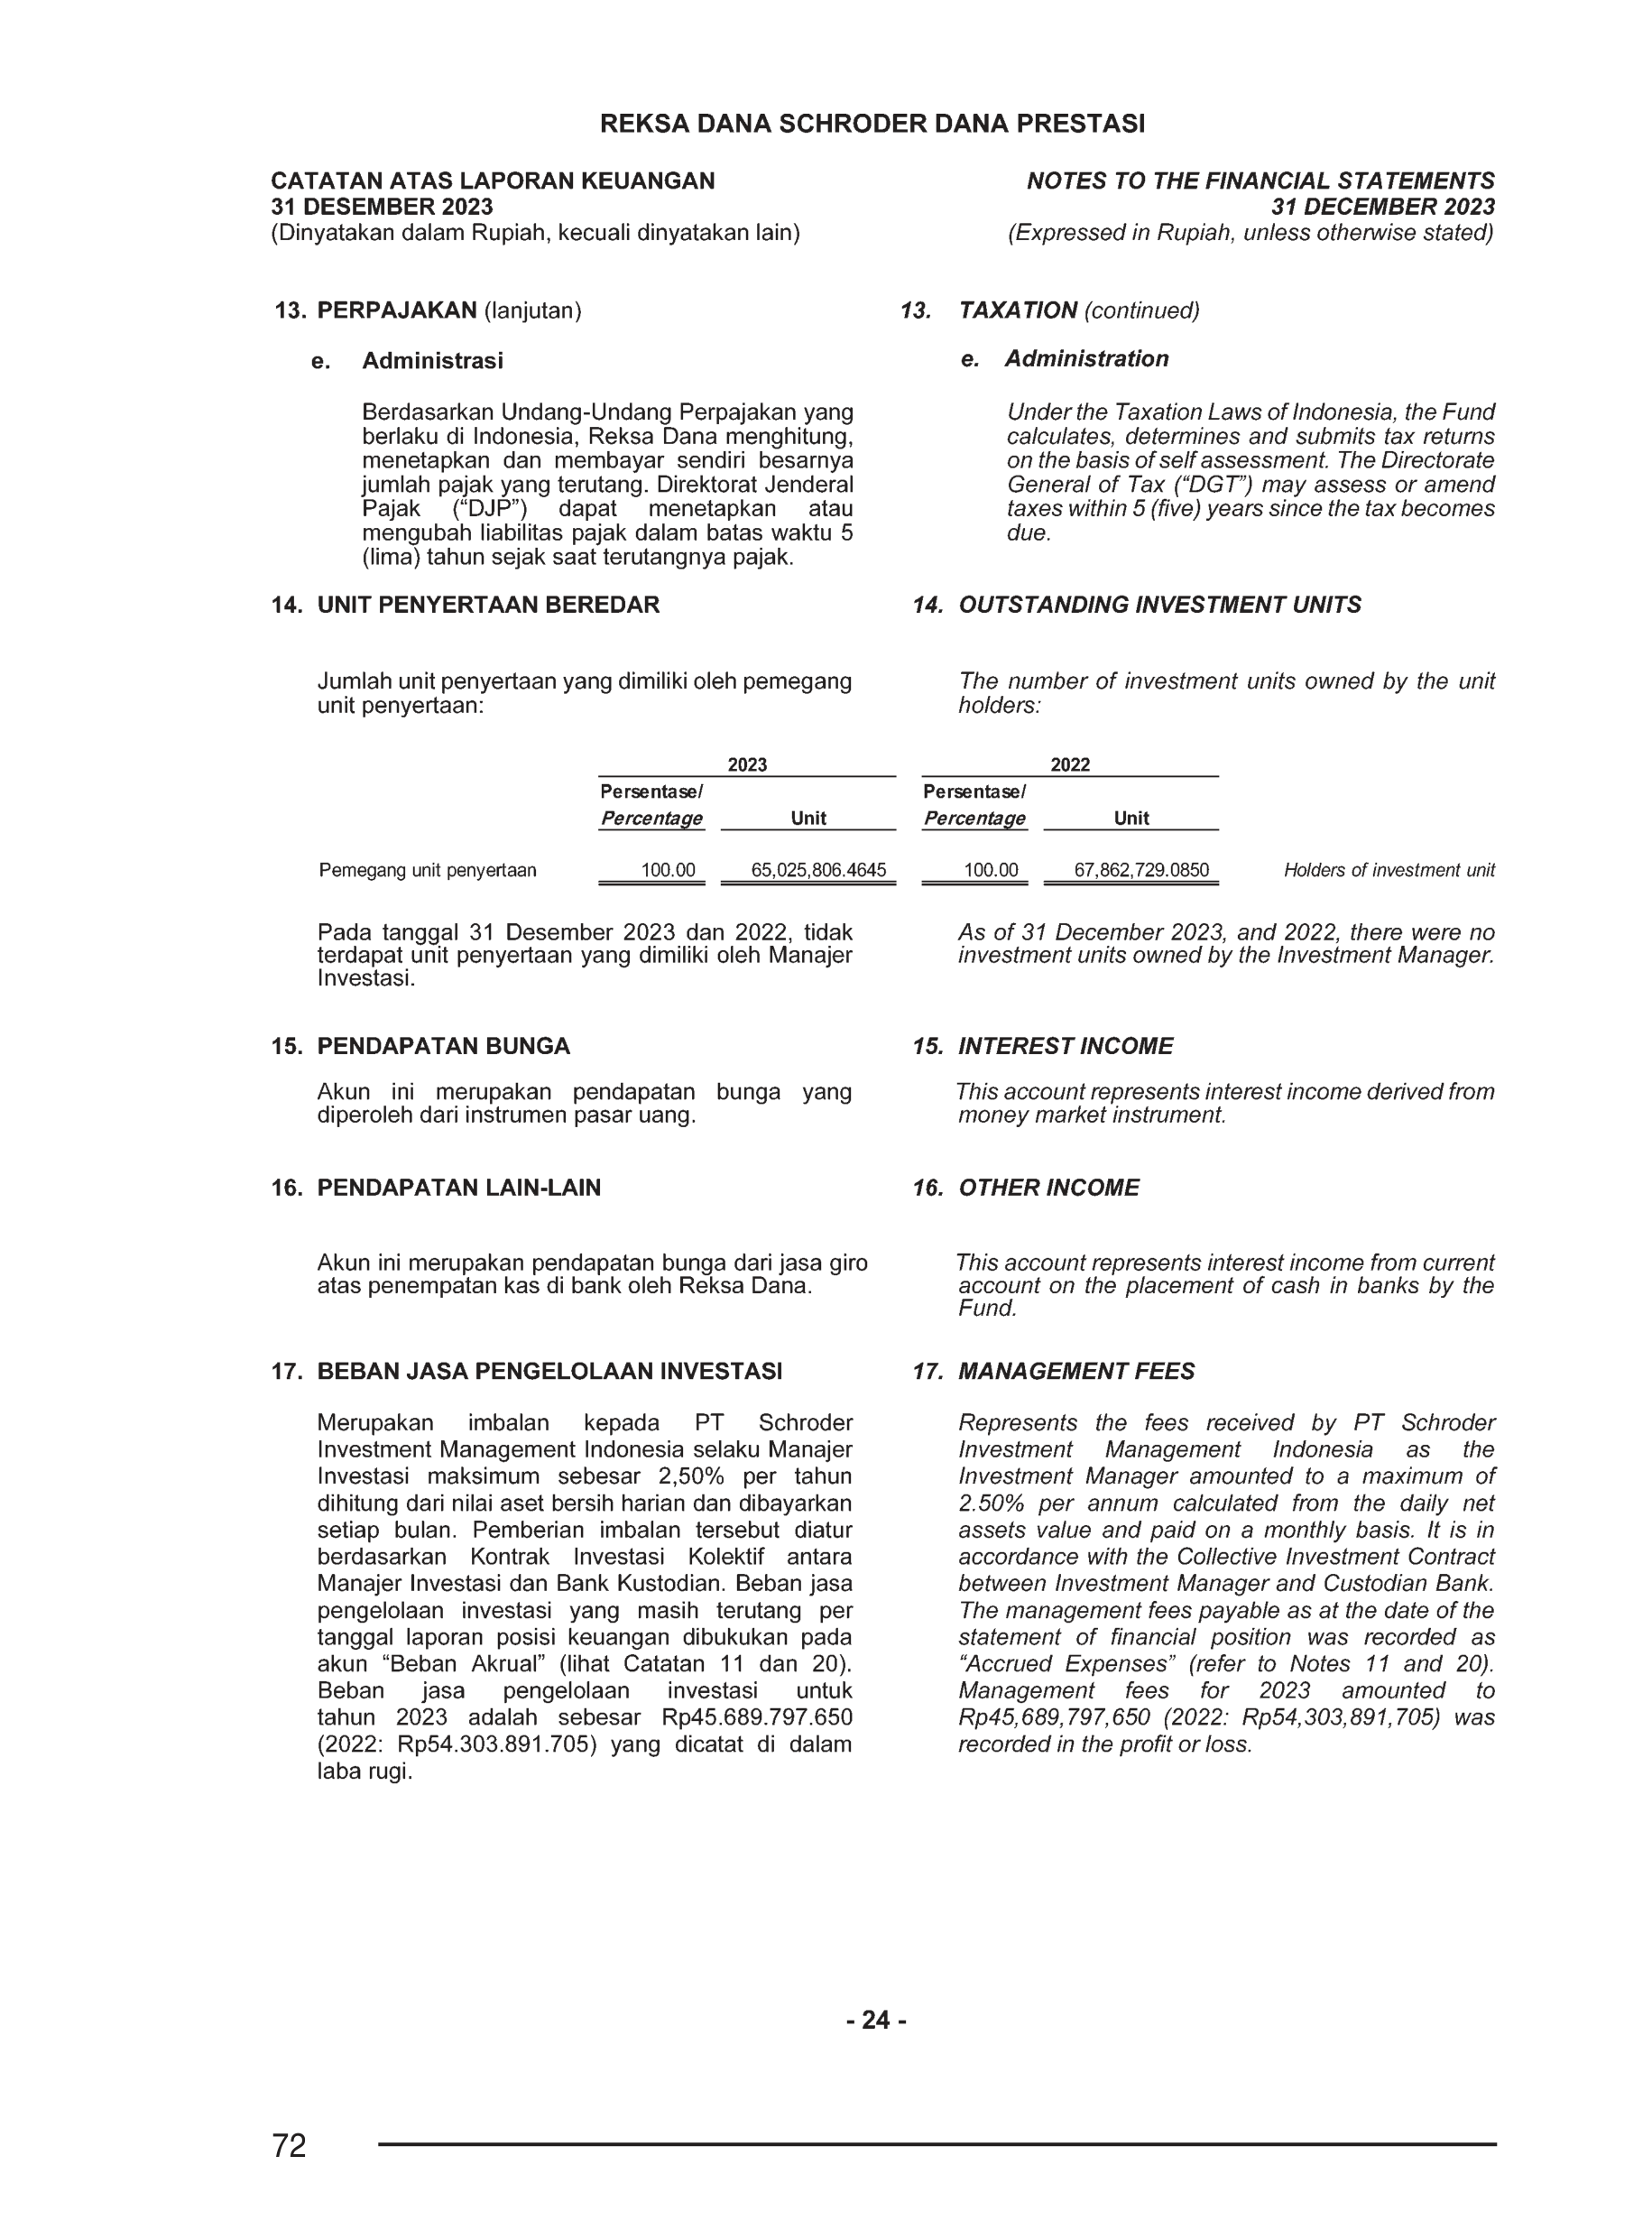 REKSA DANA SCHRODER DANA PRESTASI
CATATAN ATAS LAPORAN KEUANGAN
31 DESEMBER 2023
(Dinyatakan dalam Rupiah, kecuali dinyatakan lain)
NOTES TO THE FINANCIAL STATEMENTS
31 DECEMBER 2023
(Expressed in Rupiah, unless otherwise stated)
13. PERPAJAKAN (lanjutan)
e. Administrasi
Berdasarkan Undang-Undang Perpajakan yang
berlaku di Indonesia, Reksa Dana menghitung,
menetapkan dan membayar sendiri besarnya
jumlah pajak yang terutang. Direktorat Jenderal
Pajak (“DJP”) dapat menetapkan atau
mengubah liabilitas pajak dalam batas waktu 5
(lima) tahun sejak saat terutangnya pajak.
13. TAXATION (continued)
e. Administration
Under the Taxation Laws of Indonesia, the Fund
calculates, determines and submits tax returns
on the basis of self assessment. The Directorate
General of Tax (“DGT”) may assess or amend
taxes within 5 (five) years since the tax becomes
due.
14. UNIT PENYERTAAN BEREDAR
Jumlah unit penyertaan yang dimiliki oleh pemegang
unit penyertaan:
14. OUTSTANDING INVESTMENT UNITS
The number of investment units owned by the unit
holders:
2023 2022
Persentase/ Persentase/
Percentage Unit Percentage Unit
Pemegang unit penyertaan 100.00 65,025,806.4645 100.00 67,862,729.0850 Holders of investment unit
Pada tanggal 31 Desember 2023 dan 2022, tidak
terdapat unit penyertaan yang dimiliki oleh Manajer
Investasi.
As of 31 December 2023, and 2022, there were no
investment units owned by the Investment Manager.
15. PENDAPATAN BUNGA
Akun ini merupakan pendapatan bunga yang
diperoleh dari instrumen pasar uang.
15. INTEREST INCOME
This account represents interest income derived from
money market instrument.
16. PENDAPATAN LAIN-LAIN
Akun ini merupakan pendapatan bunga dari jasa giro
atas penempatan kas di bank oleh Reksa Dana.
16. OTHER INCOME
This account represents interest income from current
account on the placement of cash in banks by the
Fund.
17. BEBAN JASA PENGELOLAAN INVESTASI
Merupakan imbalan kepada PT Schroder
Investment Management Indonesia selaku Manajer
Investasi maksimum sebesar 2,50% per tahun
dihitung dari nilai aset bersih harian dan dibayarkan
setiap bulan. Pemberian imbalan tersebut diatur
berdasarkan Kontrak Investasi Kolektif antara
Manajer Investasi dan Bank Kustodian. Beban jasa
pengelolaan investasi yang masih terutang per
tanggal laporan posisi keuangan dibukukan pada
akun “Beban Akrual” (lihat Catatan 11 dan 20).
Beban jasa pengelolaan investasi untuk
tahun 2023 adalah sebesar Rp45.689.797.650
(2022: Rp54.303.891.705) yang dicatat di dalam
laba rugi.
17. MANAGEMENT FEES
Represents the fees received by PT Schroder
Investment Management Indonesia as the
Investment Manager amounted to a maximum of
2.50% per annum calculated from the daily net
assets value and paid on a monthly basis. It is in
accordance with the Collective Investment Contract
between Investment Manager and Custodian Bank.
The management fees payable as at the date of the
statement of financial position was recorded as
“Accrued Expenses” (refer to Notes 11 and 20).
Management fees for 2023 amounted to
Rp45,689,797,650 (2022: Rp54,303,891,705) was
recorded in the profit or loss.
- 24 -
72